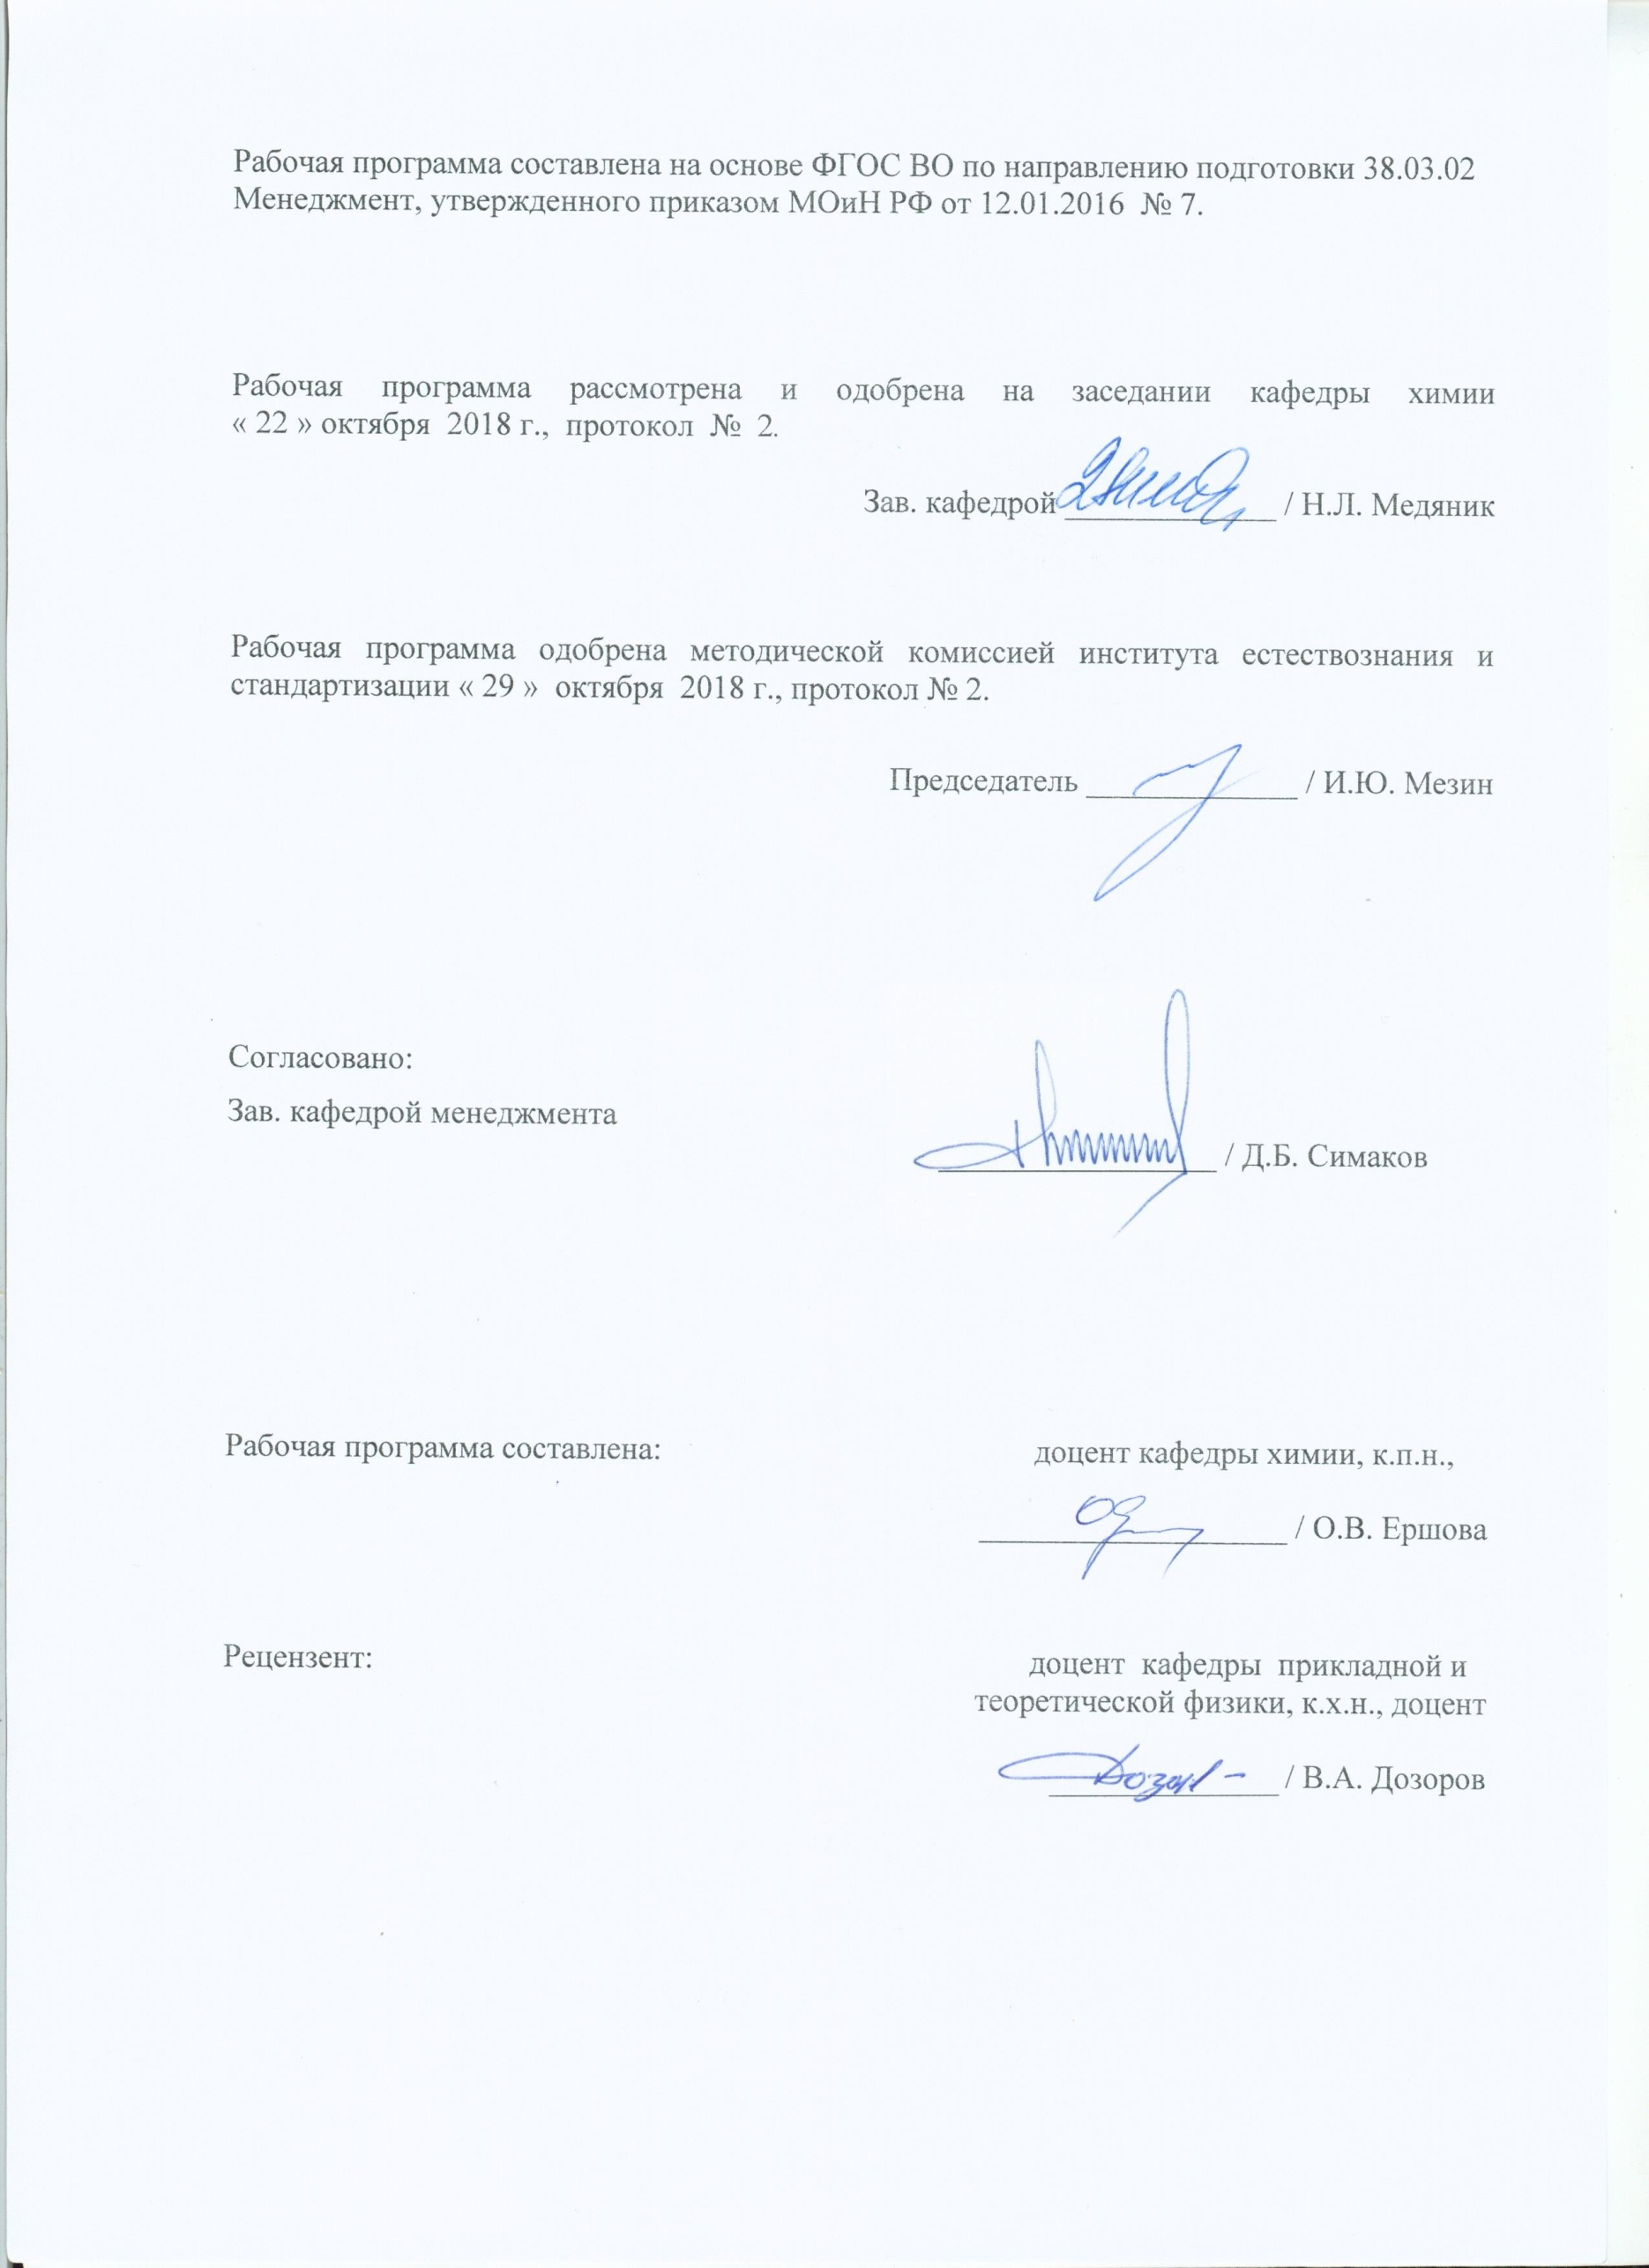 Рабочая программа составлена на основе ФГОС ВО по направлению подготовки 38.03.02
Менеджмент, утвержденного приказом МОиН РФ от 12.01.2016 № 7.
Рабочая программа рассмотрена и одобрена на заседании кафедры химии
« 22 » октября 2018 г., протокол № 2.
Зав. кафедрой ____________ / Н.Л. Медяник
Рабочая программа одобрена методической комиссией института естествознания и
стандартизации « 29 » октября 2018 г., протокол № 2.
Председатель ____________ / И.Ю. Мезин
Согласовано:
Зав. кафедрой менеджмента
________________ / Д.Б. Симаков
Рабочая программа составлена:
доцент кафедры химии, к.п.н.,
__________________ / О.В. Ершова
Рецензент:
доцент кафедры прикладной и
теоретической физики, к.х.н., доцент
_____________ / В.А. Дозоров